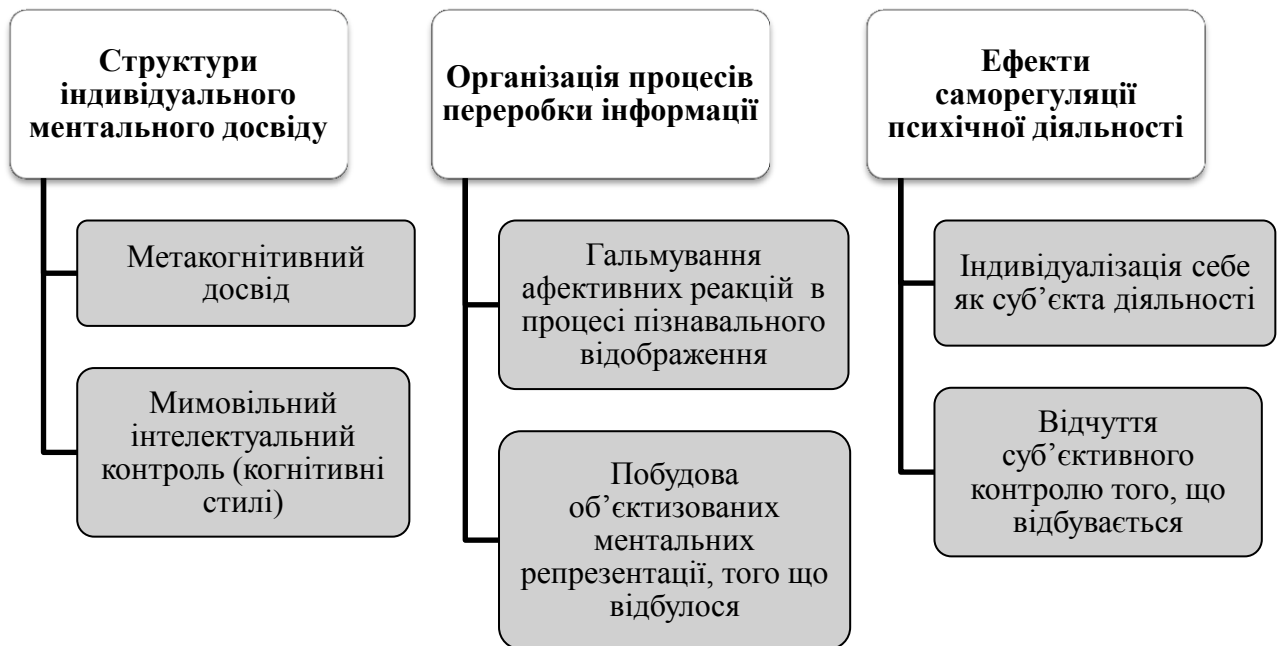 Структури
індивідуального
ментального досвіду
Метакогнітивний
досвід
Мимовільний
інтелектуальний
контроль (когнітивні
стилі)
Організація процесів
переробки інформації
Гальмування
афективних реакцій в
процесі пізнавального
відображення
Побудова
об’єктизованих
ментальних
репрезентації, того що
відбулося
Ефекти
саморегуляції
психічної діяльності
Індивідуалізація себе
як суб’єкта діяльності
Відчуття
суб’єктивного
контролю того, що
відбувається